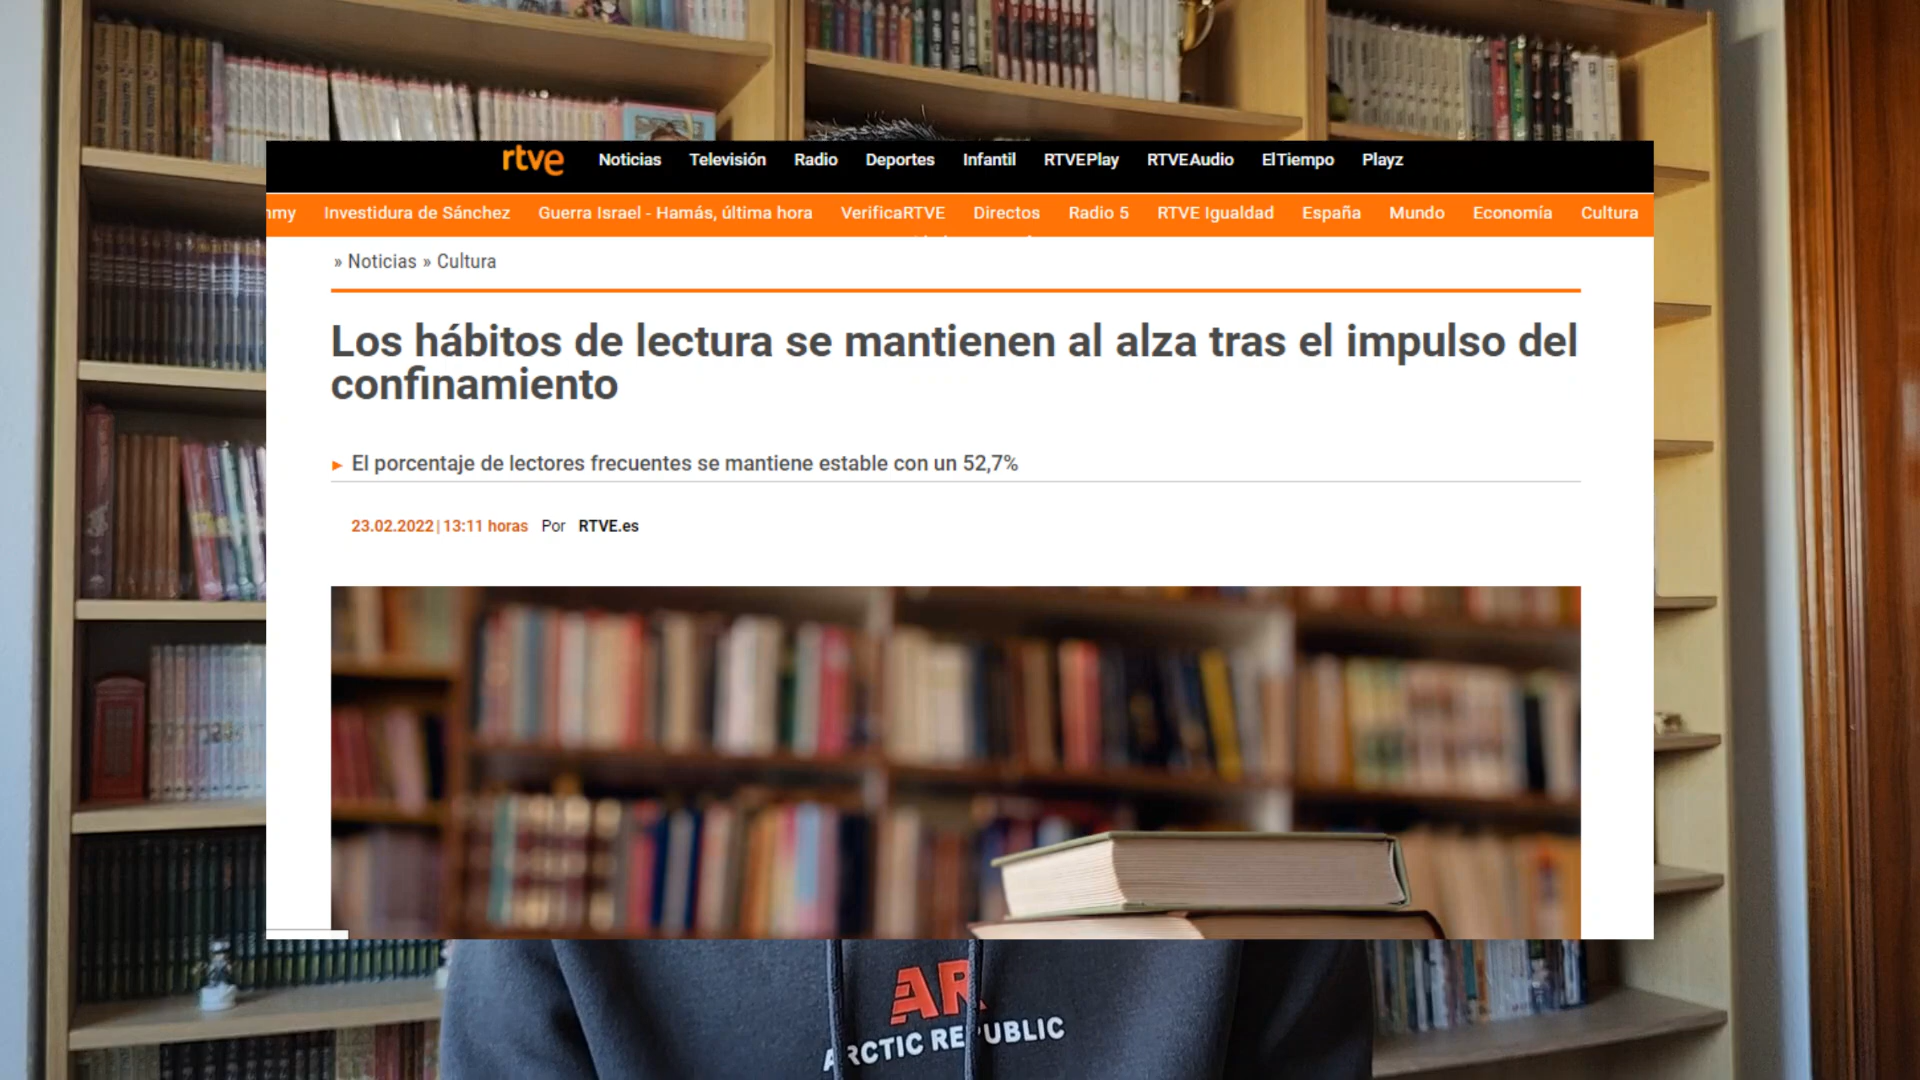 rtve Noticias Televisión Radio Deportes Infantil RTVEPlay RTVEAudio ElTiempo Playz
Investidura de Sánchez Guerra Israel - Hamás, última hora VerificaRTVE Directos Radio 5 RTVE Igualdad España Mundo Economía Cultura
» Noticias » Cultura
Los hábitos de lectura se mantienen al alza tras el impulso del
confinamiento
► El porcentaje de lectores frecuentes se mantiene estable con un 52,7%
23.02.2022 | 13:11 horas Por RTVE.es
AR
ARCTIC REPUBLIC